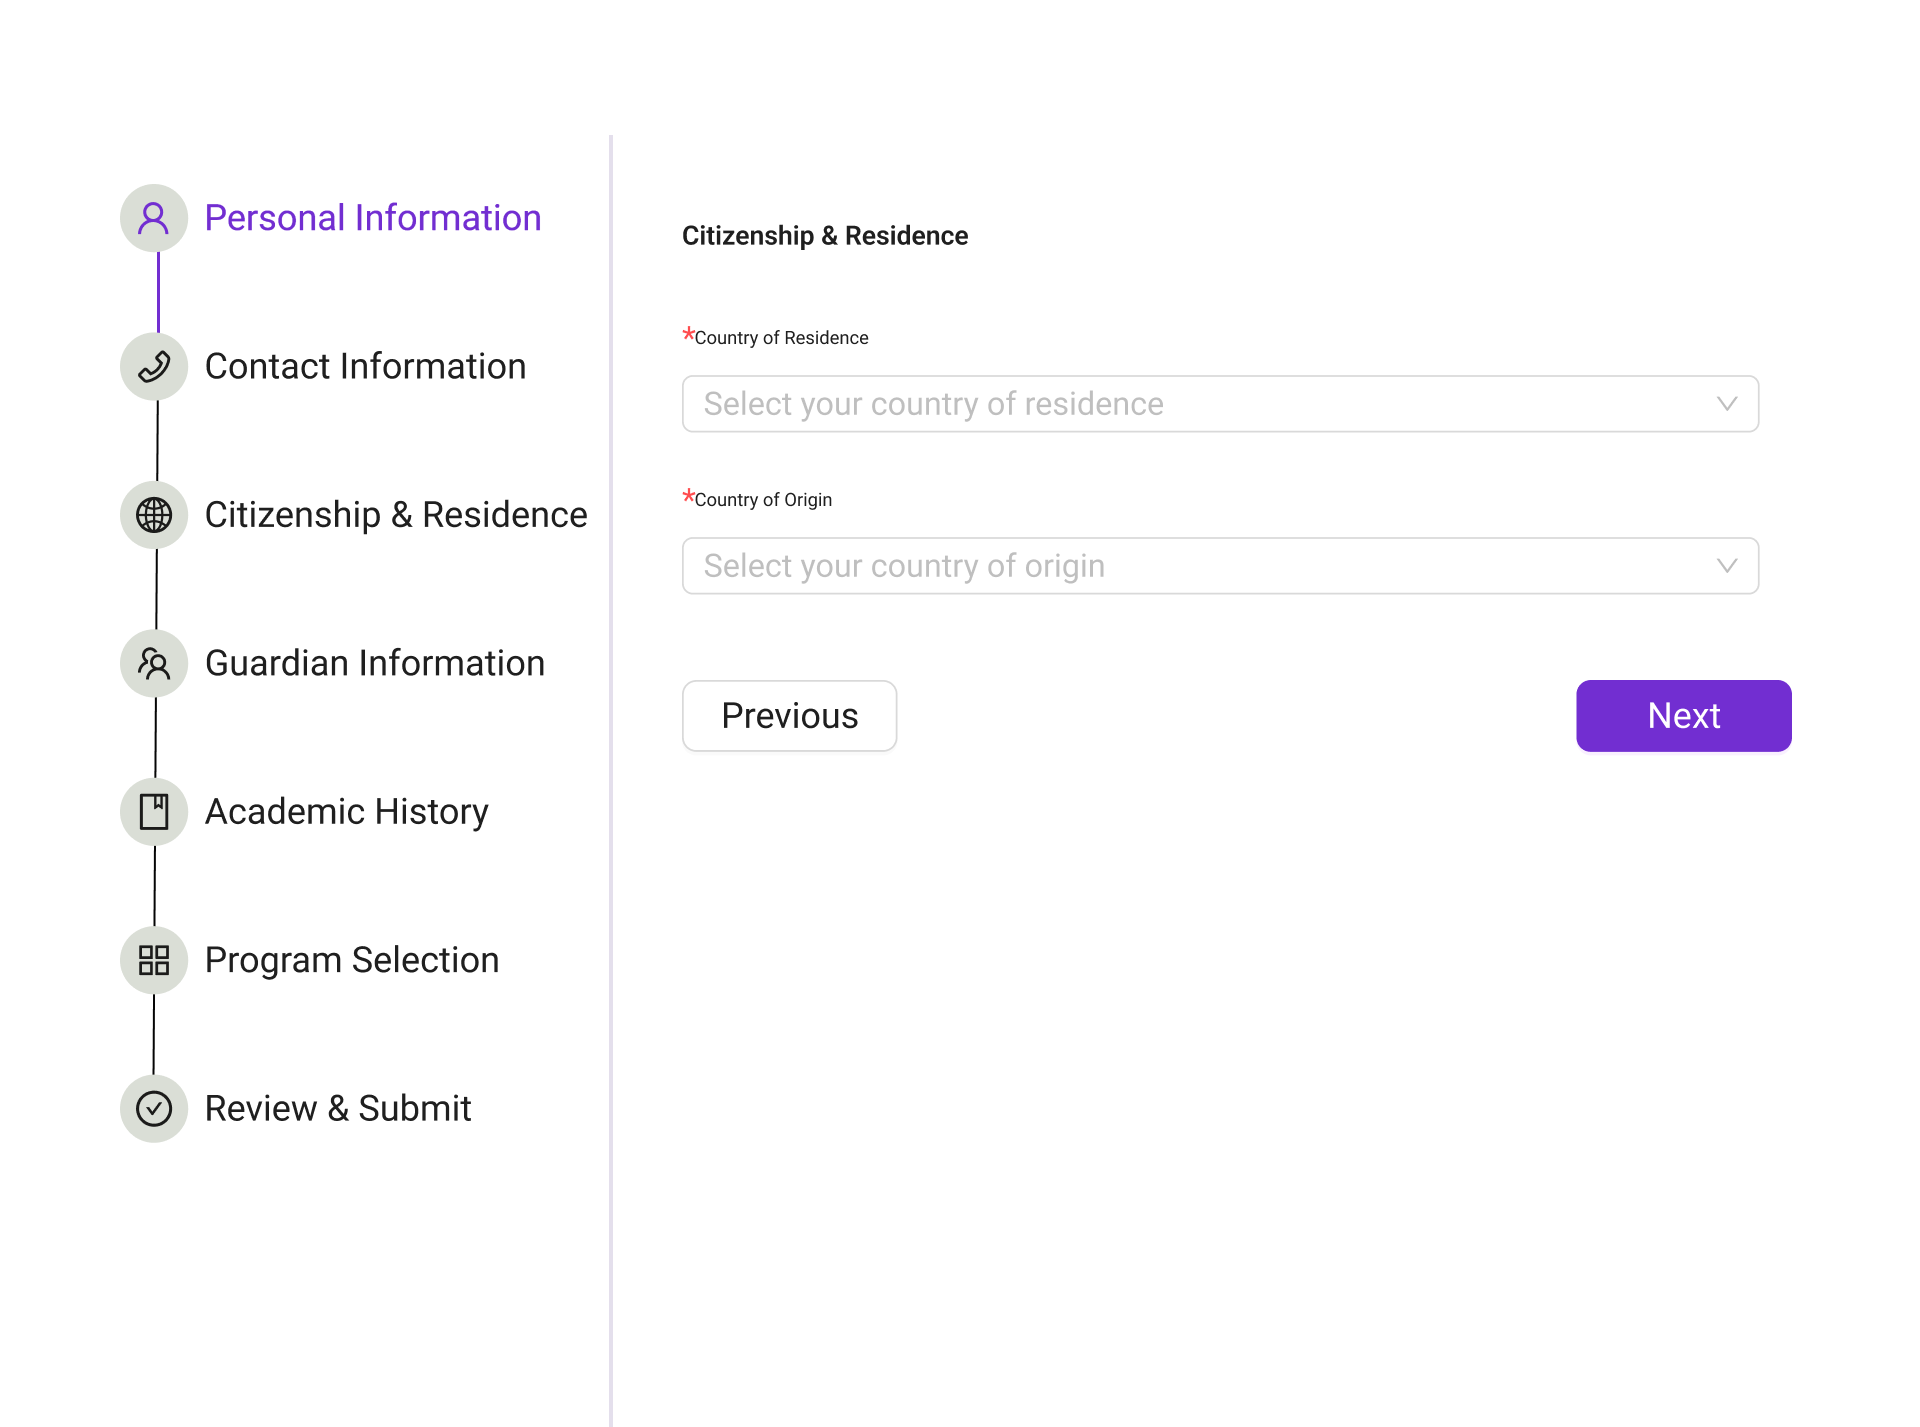 Personal Information
Contact Information
Citizenship & Residence
Guardian Information
Academic History
Program Selection
Review & Submit
Citizenship & Residence
*Country of Residence
Select your country of residence
*Country of Origin
Select your country of origin
Previous
Next